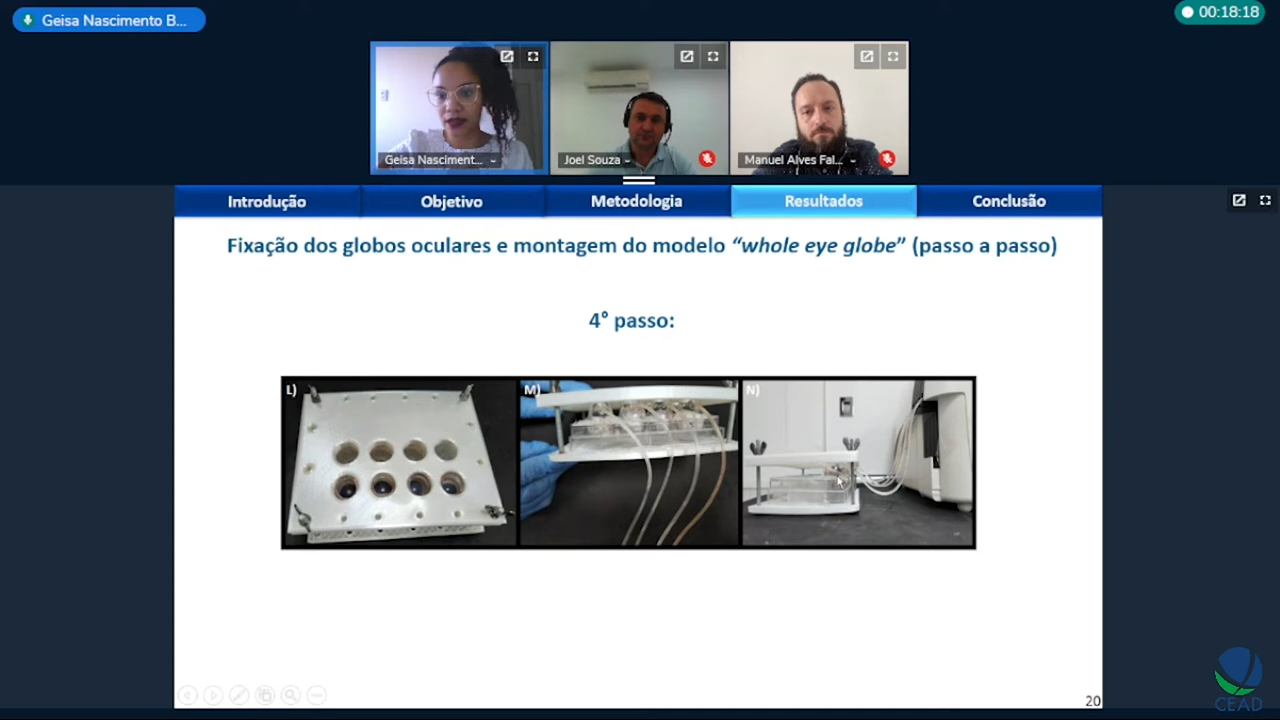 Geisa Nascimento B...
00:18:18
Geisa Nasciment...
Joel Souza
Manuel Alves Fal...
Introdução
Objetivo
Metodologia
Resultados
Conclusão
Fixação dos globos oculares e montagem do modelo “whole eye globe” (passo a passo)
4° passo:
L)
M)
N)
20
CEAD